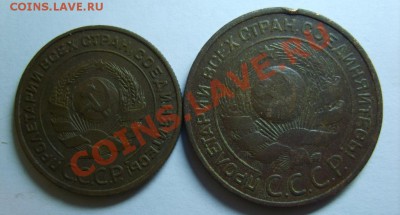 COINS.LAVE.RU
COINS.LAVE.RU
ПРОЛЕТАРИИ ВСЕХ СТРАН, СОЕДИНЯЙТЕСЬ!
С.С.С.Р.
ПРОЛЕТАРИИ ВСЕХ СТРАН, СОЕДИНЯЙТЕСЬ!
С.С.С.Р.